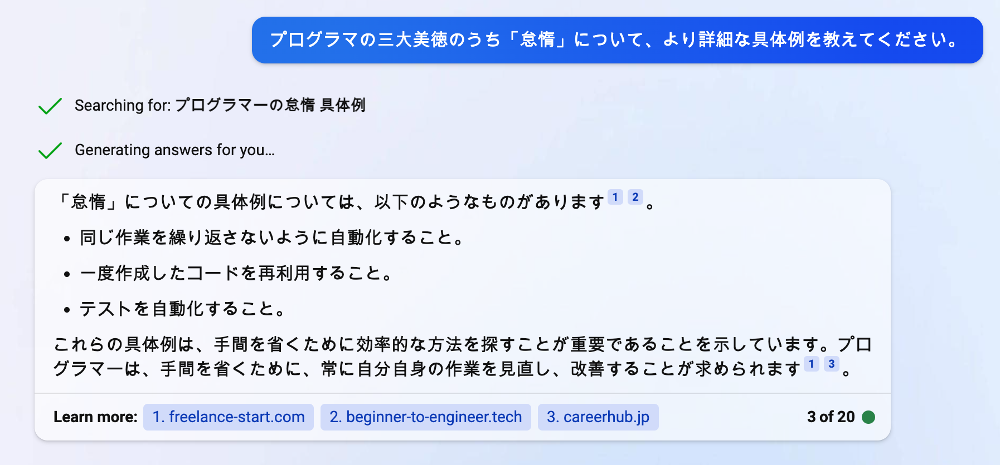 プログラマの三大美徳のうち「怠惰」について、より詳細な具体例を教えてください。
Searching for: プログラマーの怠惰 具体例
Generating answers for you…
「怠惰」についての具体例については、以下のようなものがあります 1 2 。
• 同じ作業を繰り返さないように自動化すること。
• 一度作成したコードを再利用すること。
• テストを自動化すること。
これらの具体例は、手間を省くために効率的な方法を探すことが重要であることを示しています。プロ
グラマーは、手間を省くために、常に自分自身の作業を見直し、改善することが求められます 1 3 。
Learn more: 1. freelance-start.com 2. beginner-to-engineer.tech 3. careerhub.jp 3 of 20